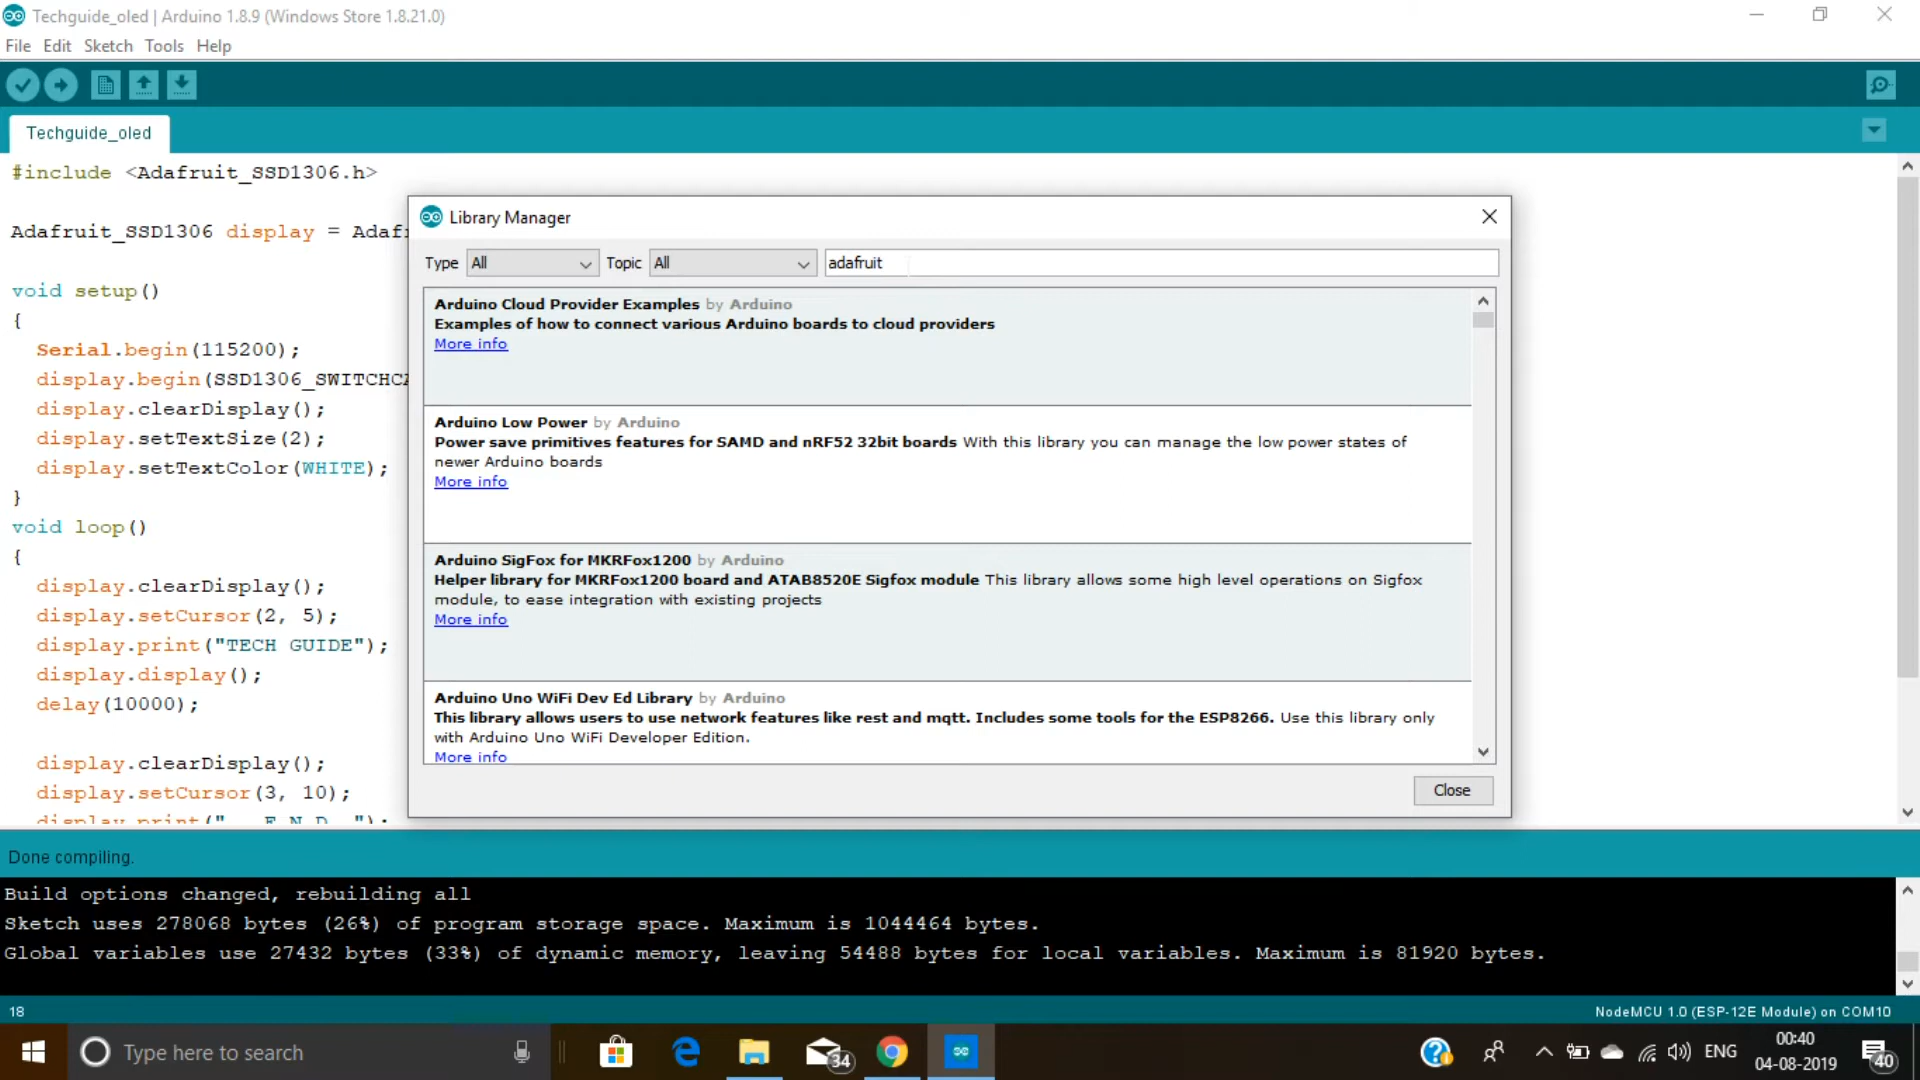 Techguide_oled | Arduino 1.8.9 (Windows Store 1.8.21.0)
File Edit Sketch Tools Help
Techguide_oled
#include <Adafruit_SSD1306.h>
Adafruit_SSD1306 display = Adaf
void setup()
{
Serial.begin(115200);
display.begin(SSD1306_SWITCHCA
display.clearDisplay();
display.setTextSize(2);
display.setTextColor(WHITE);
}
void loop()
{
display.clearDisplay();
display.setCursor(2, 5);
display.print("TECH GUIDE");
display.display();
delay(10000);
display.clearDisplay();
display.setCursor(3, 10);
display.print(" E N D ");
Library Manager
Type All Topic All adafruit
Arduino Cloud Provider Examples by Arduino
Examples of how to connect various Arduino boards to cloud providers
More info
Arduino Low Power by Arduino
Power save primitives features for SAMD and nRF52 32bit boards With this library you can manage the low power states of
newer Arduino boards
More info
Arduino SigFox for MKRFox1200 by Arduino
Helper library for MKRFox1200 board and ATAB8520E Sigfox module This library allows some high level operations on Sigfox
module, to ease integration with existing projects
More info
Arduino Uno WiFi Dev Ed Library by Arduino
This library allows users to use network features like rest and mqtt. Includes some tools for the ESP8266. Use this library only
with Arduino Uno WiFi Developer Edition.
More info
Close
Done compiling.
Build options changed, rebuilding all
Sketch uses 278068 bytes (26%) of program storage space. Maximum is 1044464 bytes.
Global variables use 27432 bytes (33%) of dynamic memory, leaving 54488 bytes for local variables. Maximum is 81920 bytes.
18
NodeMCU 1.0 (ESP-12E Module) on COM10
Type here to search
34
ENG
00:40
04-08-2019
40